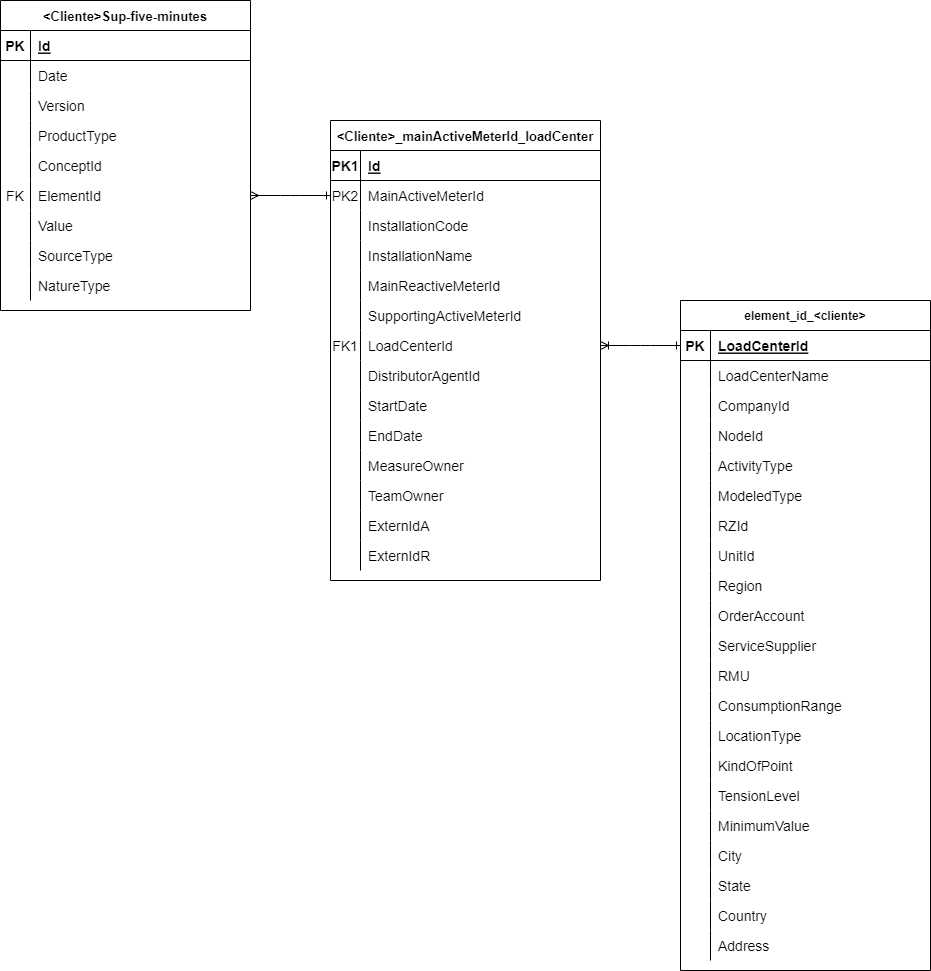 <Cliente>Sup-five-minutes
PK Id
Date
Version
ProductType
ConceptId
FK ElementId
Value
SourceType
NatureType
<Cliente>_mainActiveMeterId_loadCenter
PK1 Id
PK2 MainActiveMeterId
InstallationCode
InstallationName
MainReactiveMeterId
SupportingActiveMeterId
FK1 LoadCenterId
DistributorAgentId
StartDate
EndDate
MeasureOwner
TeamOwner
ExternIdA
ExternIdR
element_id_<cliente>
PK LoadCenterId
LoadCenterName
CompanyId
NodeId
ActivityType
ModeledType
RZId
UnitId
Region
OrderAccount
ServiceSupplier
RMU
ConsumptionRange
LocationType
KindOfPoint
TensionLevel
MinimumValue
City
State
Country
Address